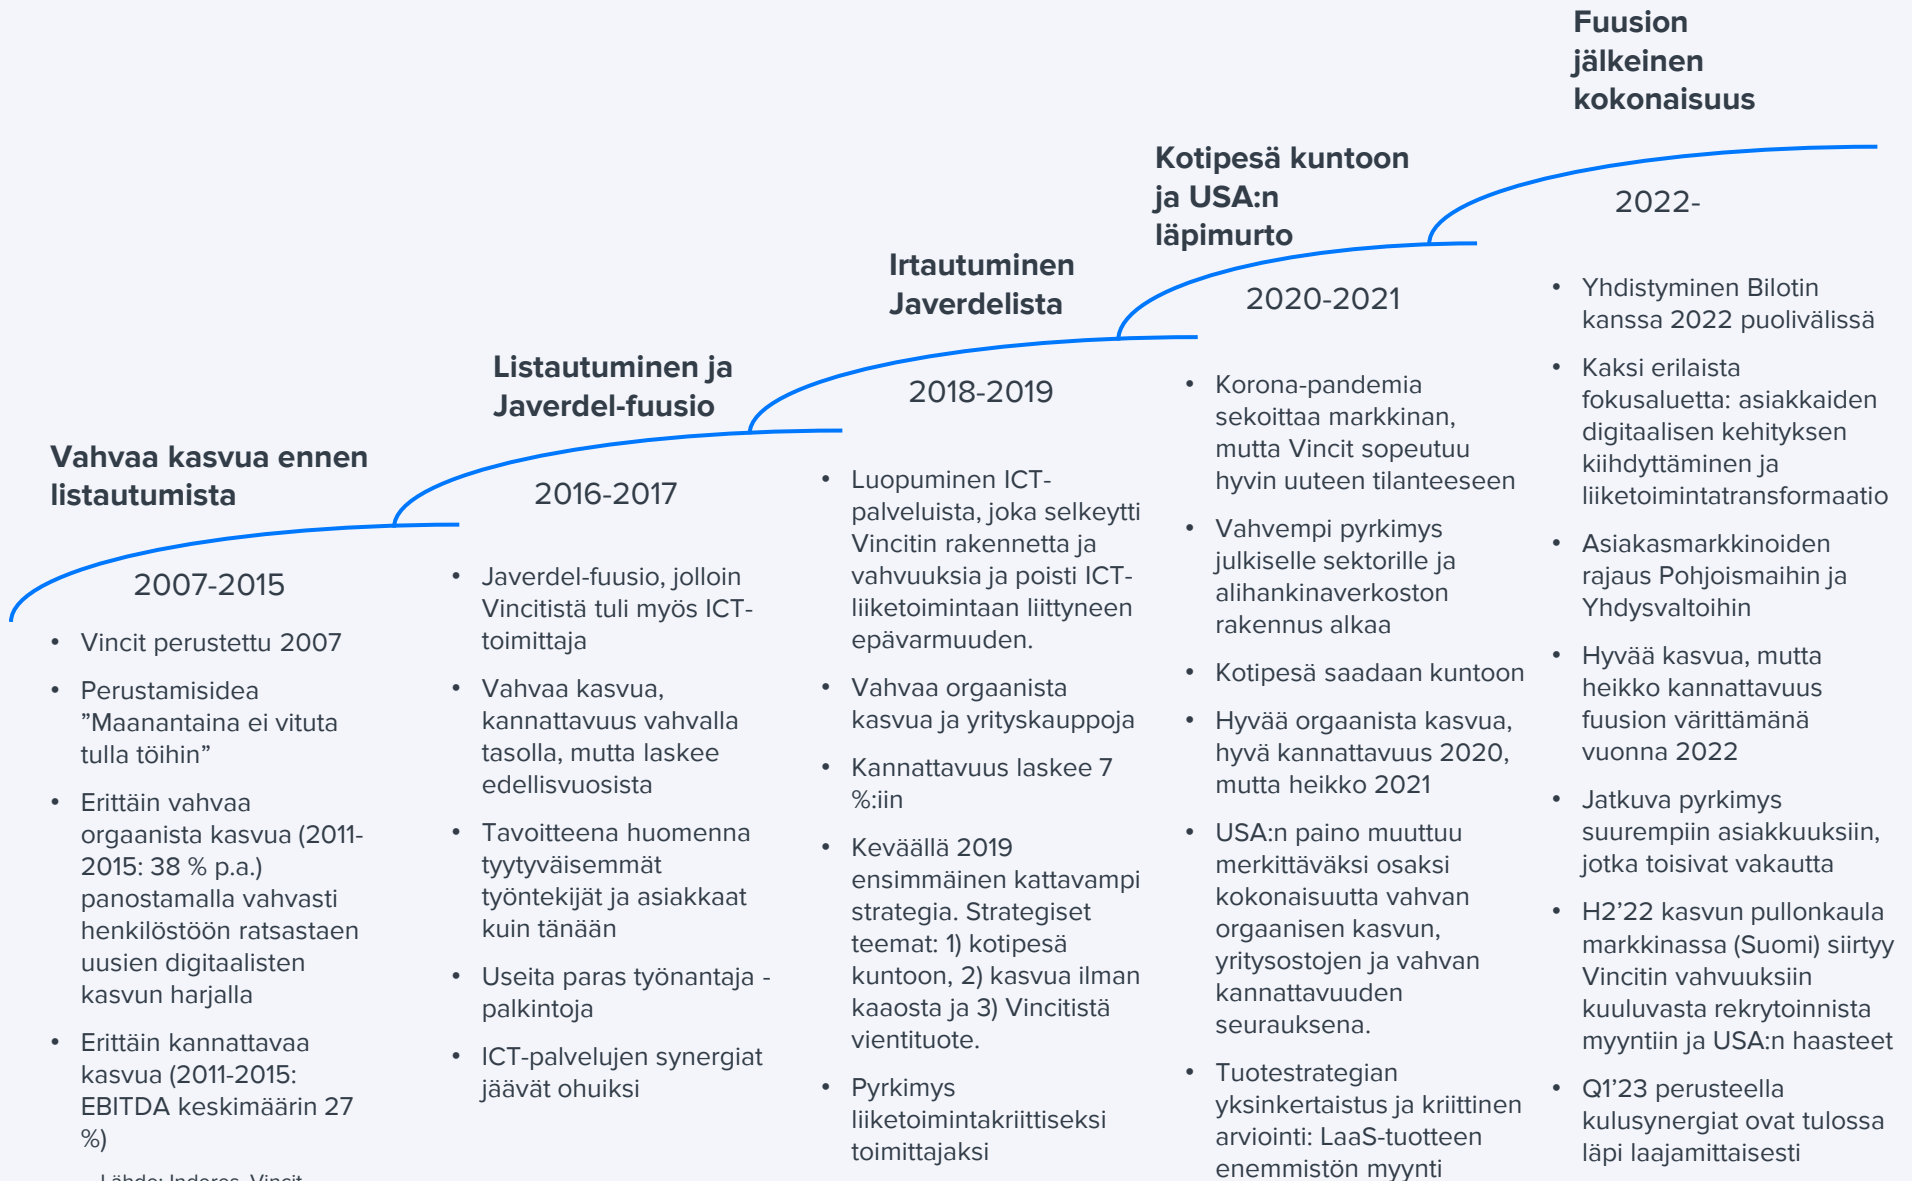 Vahvaa kasvua ennen
listautumista
2007-2015
• Vincit perustettu 2007
• Perustamisidea
”Maanantaina ei vituta
tulla töihin”
• Erittäin vahvaa
orgaanista kasvua (2011-
2015: 38 % p.a.)
panostamalla vahvasti
henkilöstöön ratsastaen
uusien digitaalisten
kasvun harjalla
• Erittäin kannattavaa
kasvua (2011-2015:
EBITDA keskimäärin 27
%)
Lähde: Inderes, Vincit
Listautuminen ja
Javerdel-fuusio
2016-2017
• Javerdel-fuusio, jolloin
Vincitistä tuli myös ICT-
toimittaja
• Vahvaa kasvua,
kannattavuus vahvalla
tasolla, mutta laskee
edellisvuosista
• Tavoitteena huomenna
tyytyväisemmät
työntekijät ja asiakkaat
kuin tänään
• Useita paras työnantaja -
palkintoja
• ICT-palvelujen synergiat
jäävät ohuiksi
Irtautuminen
Javerdelista
2018-2019
• Luopuminen ICT-
palveluista, joka selkeytti
Vincitin rakennetta ja
vahvuuksia ja poisti ICT-
liiketoimintaan liittyneen
epävarmuuden.
• Vahvaa orgaanista
kasvua ja yrityskauppoja
• Kannattavuus laskee 7
%:iin
• Keväällä 2019
ensimmäinen kattavampi
strategia. Strategiset
teemat: 1) kotipesä
kuntoon, 2) kasvua ilman
kaaosta ja 3) Vincitistä
vientituote.
• Pyrkimys
liiketoimintakriittiseksi
toimittajaksi
Kotipesä kuntoon
ja USA:n
läpimurto
2020-2021
• Korona-pandemia
sekoittaa markkinan,
mutta Vincit sopeutuu
hyvin uuteen tilanteeseen
• Vahvempi pyrkimys
julkiselle sektorille ja
alihankinaverkoston
rakennus alkaa
• Kotipesä saadaan kuntoon
• Hyvää orgaanista kasvua,
hyvä kannattavuus 2020,
mutta heikko 2021
• USA:n paino muuttuu
merkittäväksi osaksi
kokonaisuutta vahvan
orgaanisen kasvun,
yritysostojen ja vahvan
kannattavuuden
seurauksena.
• Tuotestrategian
yksinkertaistus ja kriittinen
arviointi: LaaS-tuotteen
enemmistön myynti
Fuusion
jälkeinen
kokonaisuus
2022-
• Yhdistyminen Bilotin
kanssa 2022 puolivälissä
• Kaksi erilaista
fokusaluetta: asiakkaiden
digitaalisen kehityksen
kiihdyttäminen ja
liiketoimintatransformaatio
• Asiakasmarkkinoiden
rajaus Pohjoismaihin ja
Yhdysvaltoihin
• Hyvää kasvua, mutta
heikko kannattavuus
fuusion värittämänä
vuonna 2022
• Jatkuva pyrkimys
suurempiin asiakkuuksiin,
jotka toisivat vakautta
• H2’22 kasvun pullonkaula
markkinassa (Suomi) siirtyy
Vincitin vahvuuksiin
kuuluvasta rekrytoinnista
myyntiin ja USA:n haasteet
• Q1’23 perusteella
kulusynergiat ovat tulossa
läpi laajamittaisesti